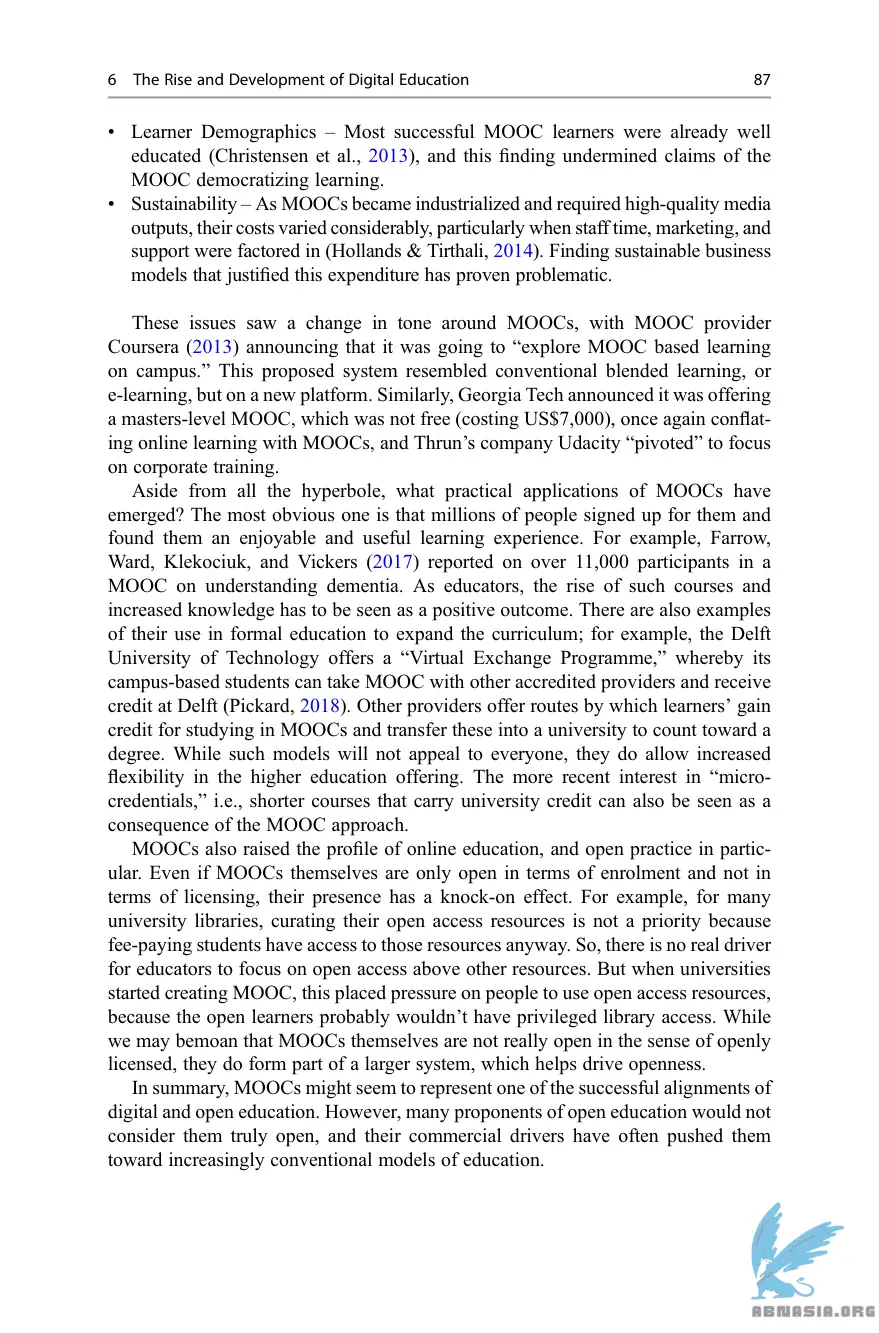 6 The Rise and Development of Digital Education 87
• Learner Demographics – Most successful MOOC learners were already well
educated (Christensen et al., 2013), and this finding undermined claims of the
MOOC democratizing learning.
• Sustainability – As MOOCs became industrialized and required high-quality media
outputs, their costs varied considerably, particularly when staff time, marketing, and
support were factored in (Hollands & Tirthali, 2014). Finding sustainable business
models that justified this expenditure has proven problematic.
These issues saw a change in tone around MOOCs, with MOOC provider
Coursera (2013) announcing that it was going to “explore MOOC based learning
on campus.” This proposed system resembled conventional blended learning, or
e-learning, but on a new platform. Similarly, Georgia Tech announced it was offering
a masters-level MOOC, which was not free (costing US$7,000), once again conflat-
ing online learning with MOOCs, and Thrun’s company Udacity “pivoted” to focus
on corporate training.
Aside from all the hyperbole, what practical applications of MOOCs have
emerged? The most obvious one is that millions of people signed up for them and
found them an enjoyable and useful learning experience. For example, Farrow,
Ward, Klekociuk, and Vickers (2017) reported on over 11,000 participants in a
MOOC on understanding dementia. As educators, the rise of such courses and
increased knowledge has to be seen as a positive outcome. There are also examples
of their use in formal education to expand the curriculum; for example, the Delft
University of Technology offers a “Virtual Exchange Programme,” whereby its
campus-based students can take MOOC with other accredited providers and receive
credit at Delft (Pickard, 2018). Other providers offer routes by which learners’ gain
credit for studying in MOOCs and transfer these into a university to count toward a
degree. While such models will not appeal to everyone, they do allow increased
flexibility in the higher education offering. The more recent interest in “micro-
credentials,” i.e., shorter courses that carry university credit can also be seen as a
consequence of the MOOC approach.
MOOCs also raised the profile of online education, and open practice in partic-
ular. Even if MOOCs themselves are only open in terms of enrolment and not in
terms of licensing, their presence has a knock-on effect. For example, for many
university libraries, curating their open access resources is not a priority because
fee-paying students have access to those resources anyway. So, there is no real driver
for educators to focus on open access above other resources. But when universities
started creating MOOC, this placed pressure on people to use open access resources,
because the open learners probably wouldn’t have privileged library access. While
we may bemoan that MOOCs themselves are not really open in the sense of openly
licensed, they do form part of a larger system, which helps drive openness.
In summary, MOOCs might seem to represent one of the successful alignments of
digital and open education. However, many proponents of open education would not
consider them truly open, and their commercial drivers have often pushed them
toward increasingly conventional models of education.
ABNASIA.ORG